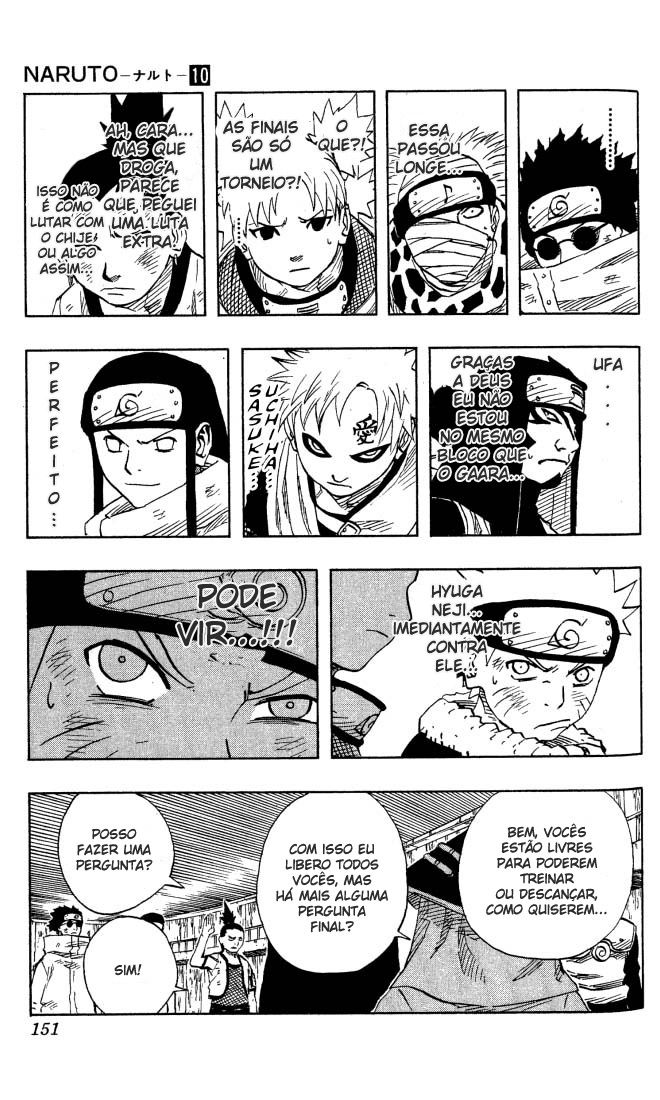 NARUTO—ナルト—10
..........
ESSA
PASSOU
LONGE...
O
QUE?!
AS FINAIS
SÃO SÓ
UM
TORNEIO?!
......
AH, CARA...
MAS QUE
DROGA,
PARECE
QUE, PEGUEI
UMA LUTA
EXTRA,
ISSO NÃO
É COMO
LUTAR COM
O CHIJE
OU ALGO
ASSIM...
UFA
...
GRAÇAS
A DEUS
EU NÃO
ESTOU
NO MESMO
BLOCO QUE
O GAARA...
愛
UCHIHA...
SASUKE...
PERFEITO...
HYUGA
NEJI...
IMEDIANTAMENTE
CONTRA
ELE...
PODE
VIR...!!!
BEM, VOCÊS
ESTÃO LIVRES
PARA PODEREM
TREINAR
OU DESCANÇAR,
COMO QUISEREM...
COM ISSO EU
LIBERO TODOS
VOCÊS, MAS
HÁ MAIS ALGUMA
PERGUNTA
FINAL?
POSSO
FAZER UMA
PERGUNTA?
SIM!
151